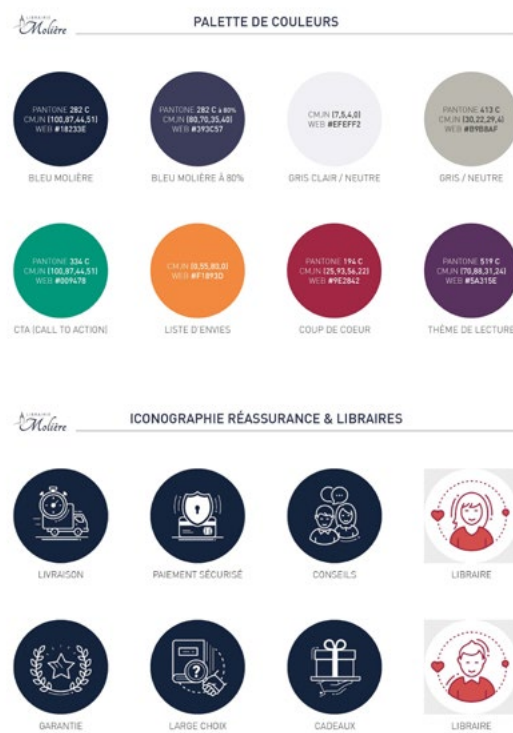 LIBRAIRIE
Molière
PALETTE DE COULEURS
PANTONE 282 C
CMJN (100,87,44,51)
WEB #18233E
PANTONE 282 C à 80%
CMJN (80,70,35,40)
WEB #393C57
CMJN (7,5,4,0)
WEB #EFEFF2
PANTONE 413 C
CMJN (30,22,29,4)
WEB #B9B8AF
BLEU MOLIÈRE
BLEU MOLIÈRE À 80%
GRIS CLAIR / NEUTRE
GRIS / NEUTRE
PANTONE 334 C
CMJN (100,87,44,51)
WEB #009478
CMJN (0,55,80,0)
WEB #F1893D
PANTONE 194 C
CMJN (25,93,56,22)
WEB #9E2842
PANTONE 519 C
CMJN (70,88,31,24)
WEB #5A315E
CTA (CALL TO ACTION)
LISTE D'ENVIES
COUP DE COEUR
THÈME DE LECTURE
LIBRAIRIE
Molière
ICONOGRAPHIE RÉASSURANCE & LIBRAIRES
LIVRAISON
PAIEMENT SÉCURISÉ
CONSEILS
LIBRAIRE
?
GARANTIE
LARGE CHOIX
CADEAUX
LIBRAIRE